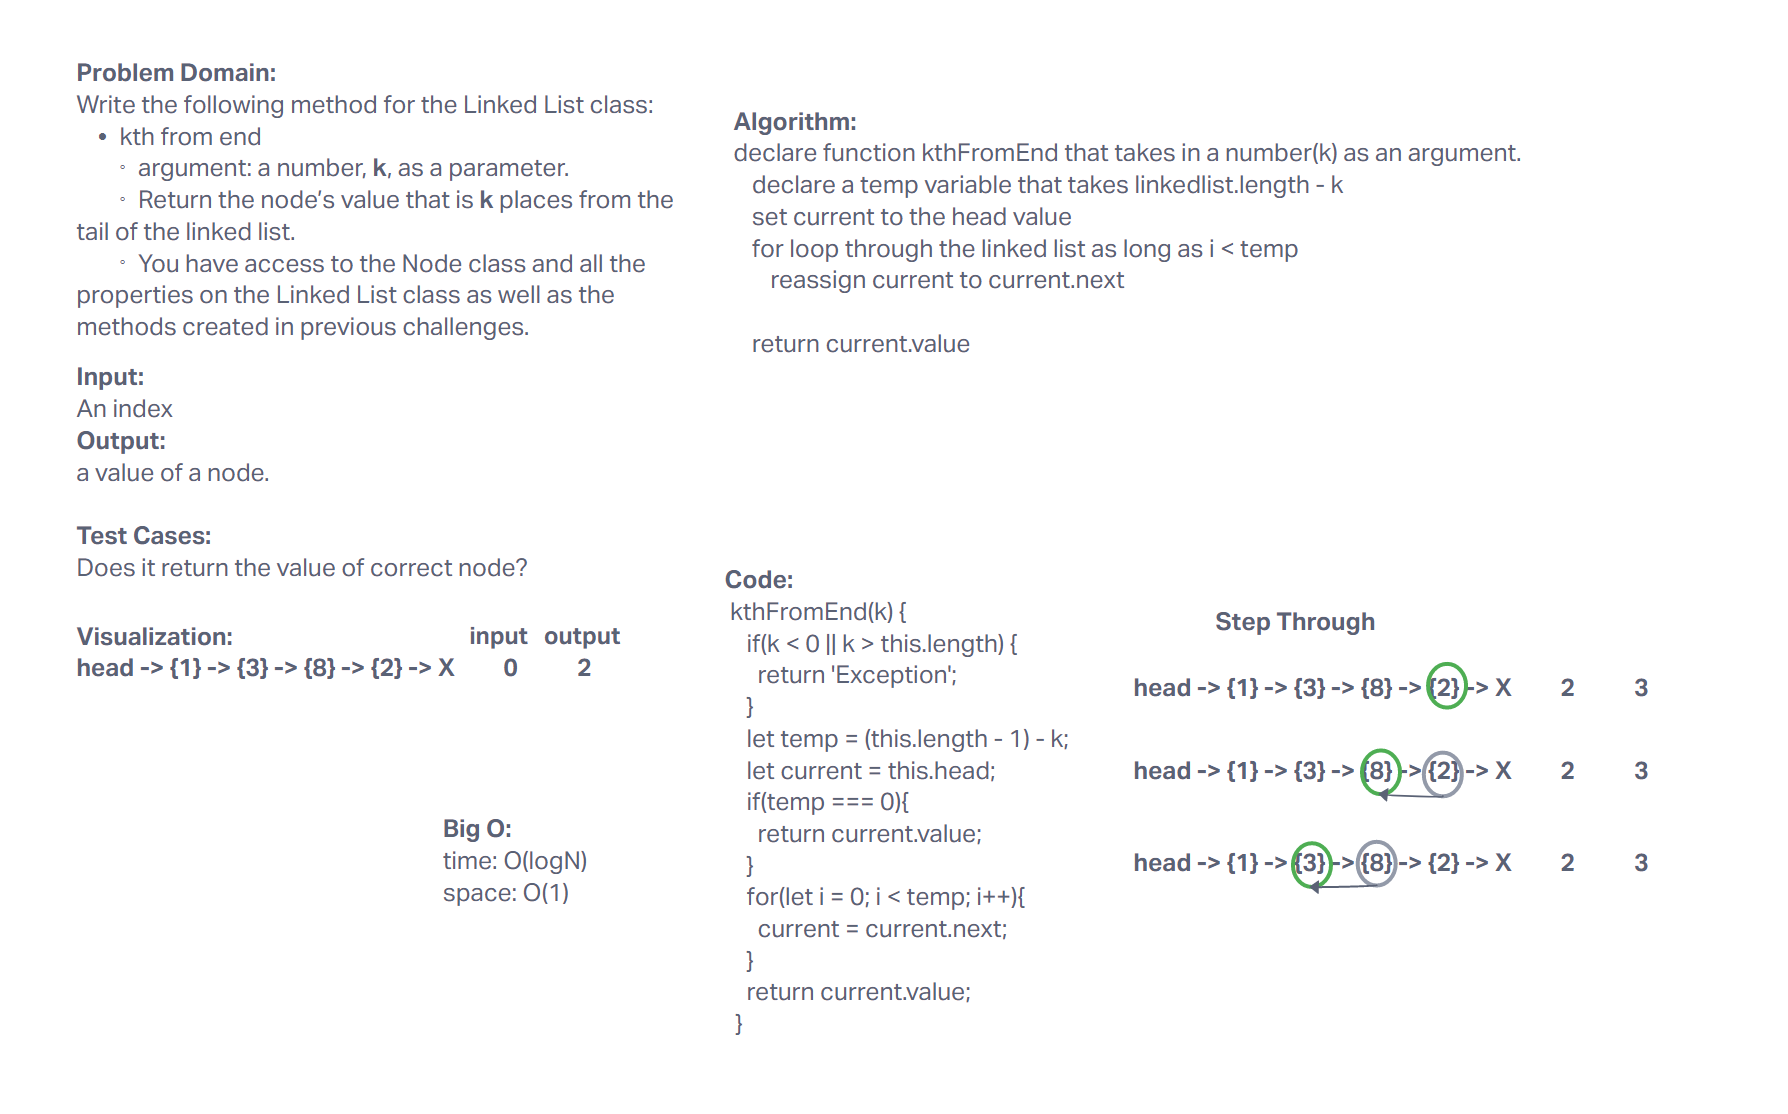 Problem Domain:
Write the following method for the Linked List class:
• kth from end
◦ argument: a number, k, as a parameter.
◦ Return the node’s value that is k places from the
tail of the linked list.
◦ You have access to the Node class and all the
properties on the Linked List class as well as the
methods created in previous challenges.
Input:
An index
Output:
a value of a node.
Test Cases:
Does it return the value of correct node?
Visualization: input output
head -> {1} -> {3} -> {8} -> {2} -> X 0 2
Big O:
time: O(logN)
space: O(1)
Algorithm:
declare function kthFromEnd that takes in a number(k) as an argument.
declare a temp variable that takes linkedlist.length - k
set current to the head value
for loop through the linked list as long as i < temp
reassign current to current.next
return current.value
Code:
kthFromEnd(k) {
if(k < 0 || k > this.length) {
return 'Exception';
}
let temp = (this.length - 1) - k;
let current = this.head;
if(temp === 0){
return current.value;
}
for(let i = 0; i < temp; i++){
current = current.next;
}
return current.value;
}
Step Through
head -> {1} -> {3} -> {8} -> {2} -> X 2 3
head -> {1} -> {3} -> {8} -> {2} -> X 2 3
head -> {1} -> {3} -> {8} -> {2} -> X 2 3